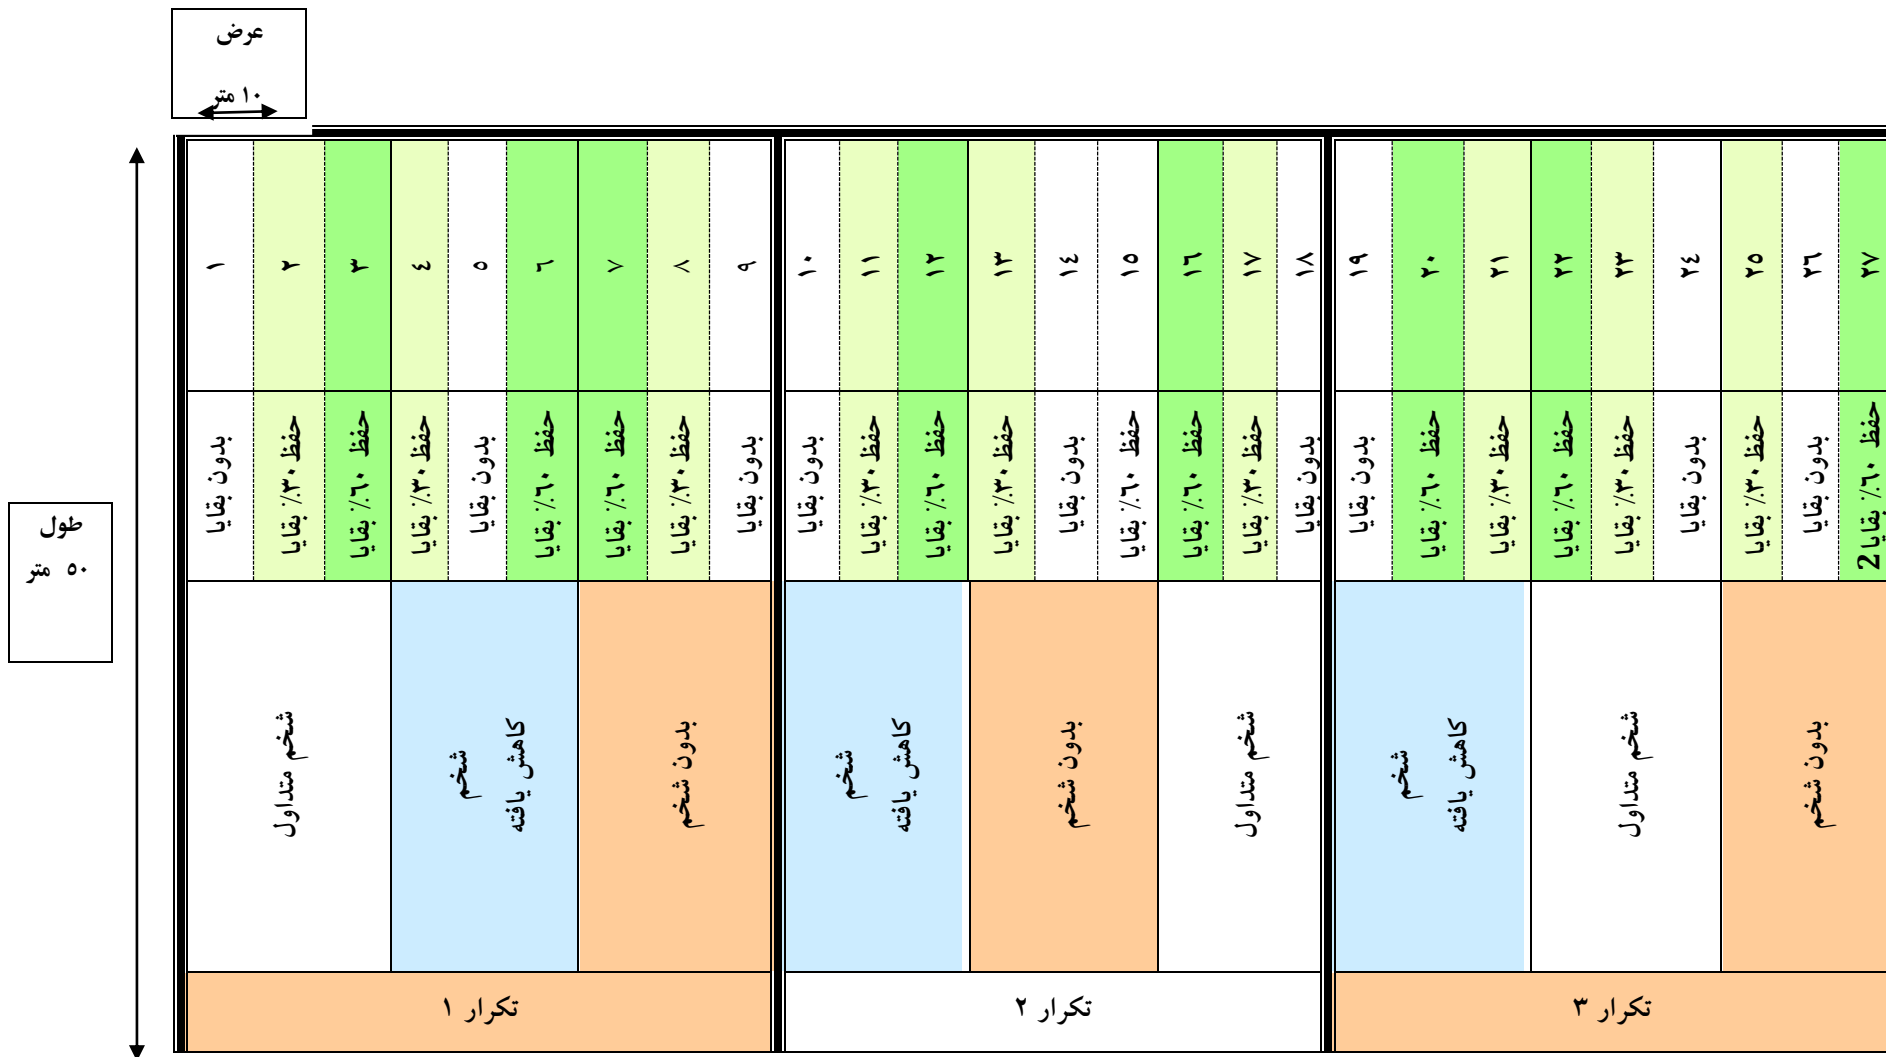 عرض
۱۰ متر
طول
۵۰ متر
۱
۲
۳
٤
۵
٦
۷
۸
۹
۱۰
۱۱
۱۲
۱۳
۱٤
۱۵
۱٦
۱۷
۱۸
۱۹
۲۰
۲۱
۲۲
۲۳
۲٤
۲۵
۲٦
۲۷
بدون بقایا
حفظ ۳۰٪ بقایا
حفظ ٦۰٪ بقایا
حفظ ۳۰٪ بقایا
بدون بقایا
حفظ ٦۰٪ بقایا
حفظ ٦۰٪ بقایا
حفظ ۳۰٪ بقایا
بدون بقایا
بدون بقایا
حفظ ۳۰٪ بقایا
حفظ ٦۰٪ بقایا
حفظ ۳۰٪ بقایا
بدون بقایا
حفظ ٦۰٪ بقایا
حفظ ٦۰٪ بقایا
حفظ ۳۰٪ بقایا
بدون بقایا
بدون بقایا
حفظ ٦۰٪ بقایا
حفظ ۳۰٪ بقایا
حفظ ٦۰٪ بقایا
حفظ ۳۰٪ بقایا
بدون بقایا
حفظ ۳۰٪ بقایا
بدون بقایا
حفظ ٦۰٪ بقایا2
شخم متداول
شخم
کاهش یافته
بدون شخم
شخم
کاهش یافته
بدون شخم
شخم متداول
شخم
کاهش یافته
شخم متداول
بدون شخم
تکرار ۱
تکرار ۲
تکرار ۳